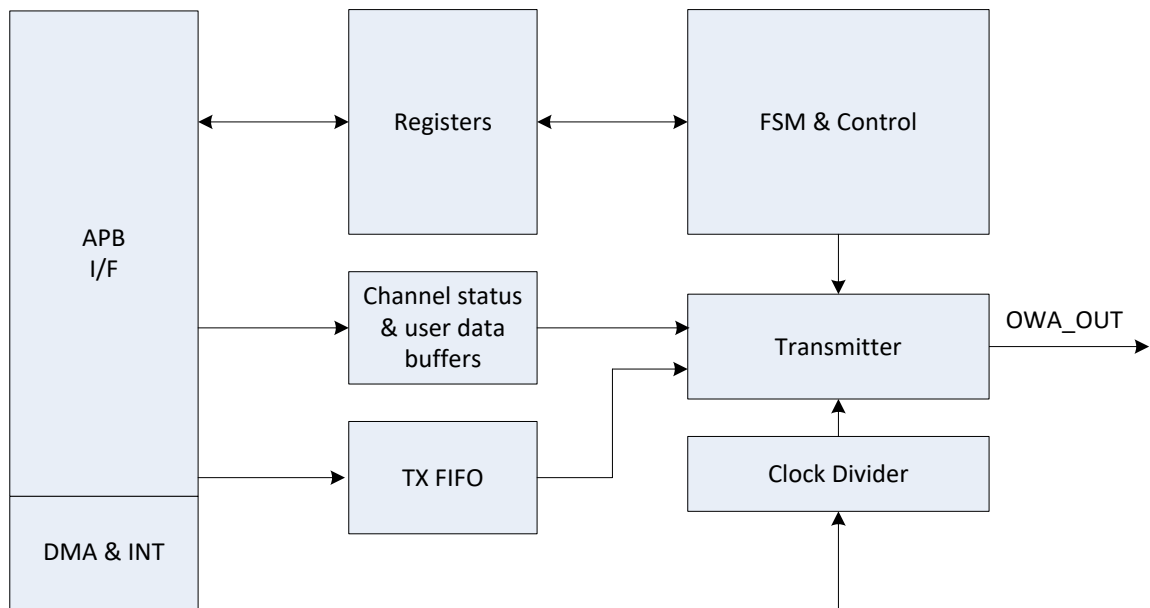 APB
I/F
DMA & INT
Registers
FSM & Control
Channel status
& user data
buffers
TX FIFO
Transmitter
Clock Divider
OWA_OUT